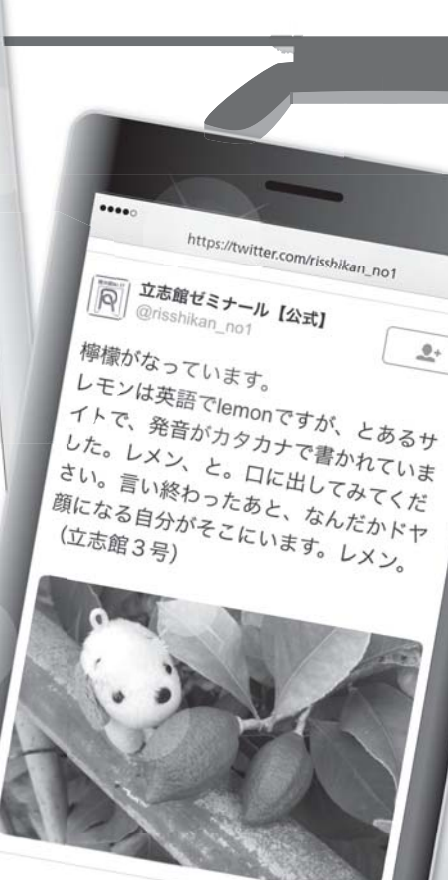 https://twitter.com/risshikan_no1
立志館ゼミナール【公式】
@risshikan_no1
檸檬がなっています。
レモンは英語でlemonですが、とあるサ
イトで、発音がカタカナで書かれていま
した。レメン、と。口に出してみてくだ
さい。言い終わったあと、なんだかドヤ
顔になる自分がそこにいます。レメン。
（立志館３号）